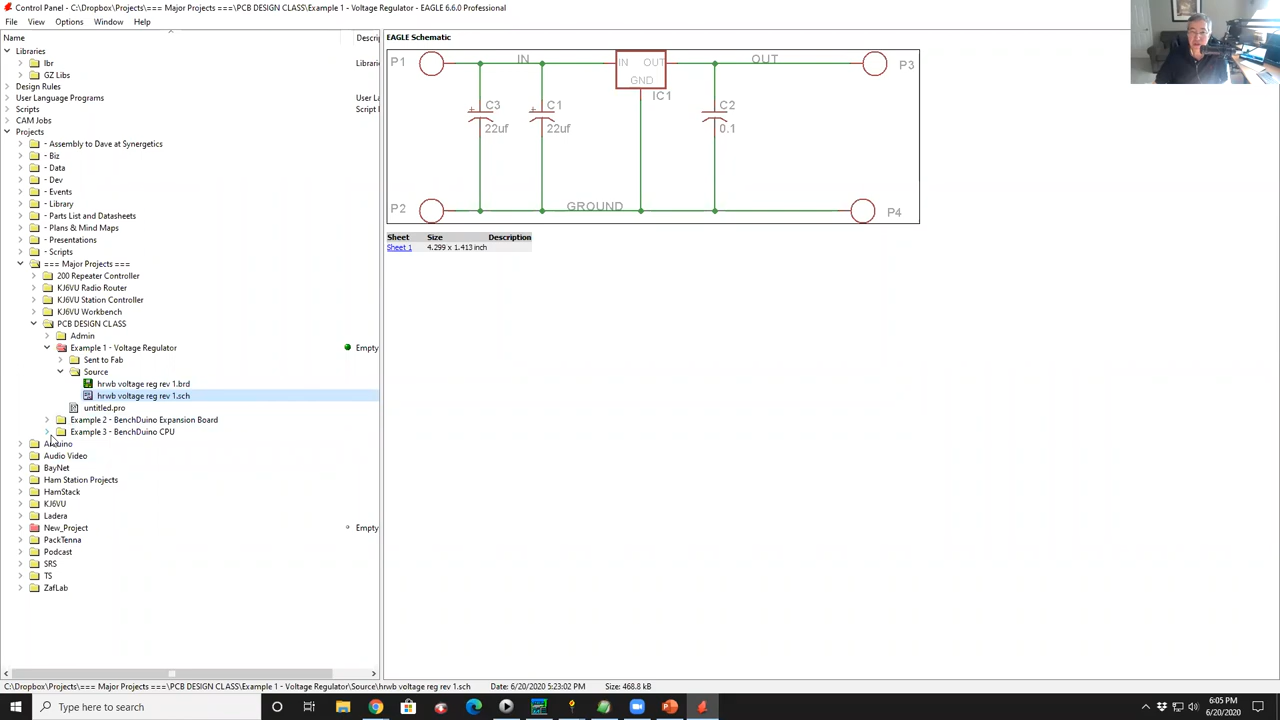 Control Panel - C:\Dropbox\Projects\=== Major Projects ===\PCB DESIGN CLASS\Example 1 - Voltage Regulator - EAGLE 6.6.0 Professional
File View Options Window Help
Name Descri
Libraries
lbr Librarie
GZ Libs
Design Rules
User Language Programs User La
Scripts Script F
CAM Jobs
Projects
- Assembly to Dave at Synergetics
- Biz
- Data
- Dev
- Events
- Library
- Parts List and Datasheets
- Plans & Mind Maps
- Presentations
- Scripts
=== Major Projects ===
200 Repeater Controller
KJ6VU Radio Router
KJ6VU Station Controller
KJ6VU Workbench
PCB DESIGN CLASS
Admin
Example 1 - Voltage Regulator Empty
Sent to Fab
Source
hrwb voltage reg rev 1.brd
hrwb voltage reg rev 1.sch
untitled.pro
Example 2 - BenchDuino Expansion Board
Example 3 - BenchDuino CPU
Arduino
Audio Video
BayNet
Ham Station Projects
HamStack
KJ6VU
Ladera
New_Project Empty
PackTenna
Podcast
SRS
TS
ZafLab
EAGLE Schematic
P1 IN IN OUT OUT P3
GND
IC1
C3 C1 C2
22uf 22uf 0.1
P2 GROUND P4
Sheet Size Description
Sheet 1 4.299 x 1.413 inch
C:\Dropbox\Projects\=== Major Projects ===\PCB DESIGN CLASS\Example 1 - Voltage Regulator\Source\hrwb voltage reg rev 1.sch Date: 6/20/2020 5:23:02 PM Size: 468.8 kB
Type here to search
6:05 PM
6/20/2020